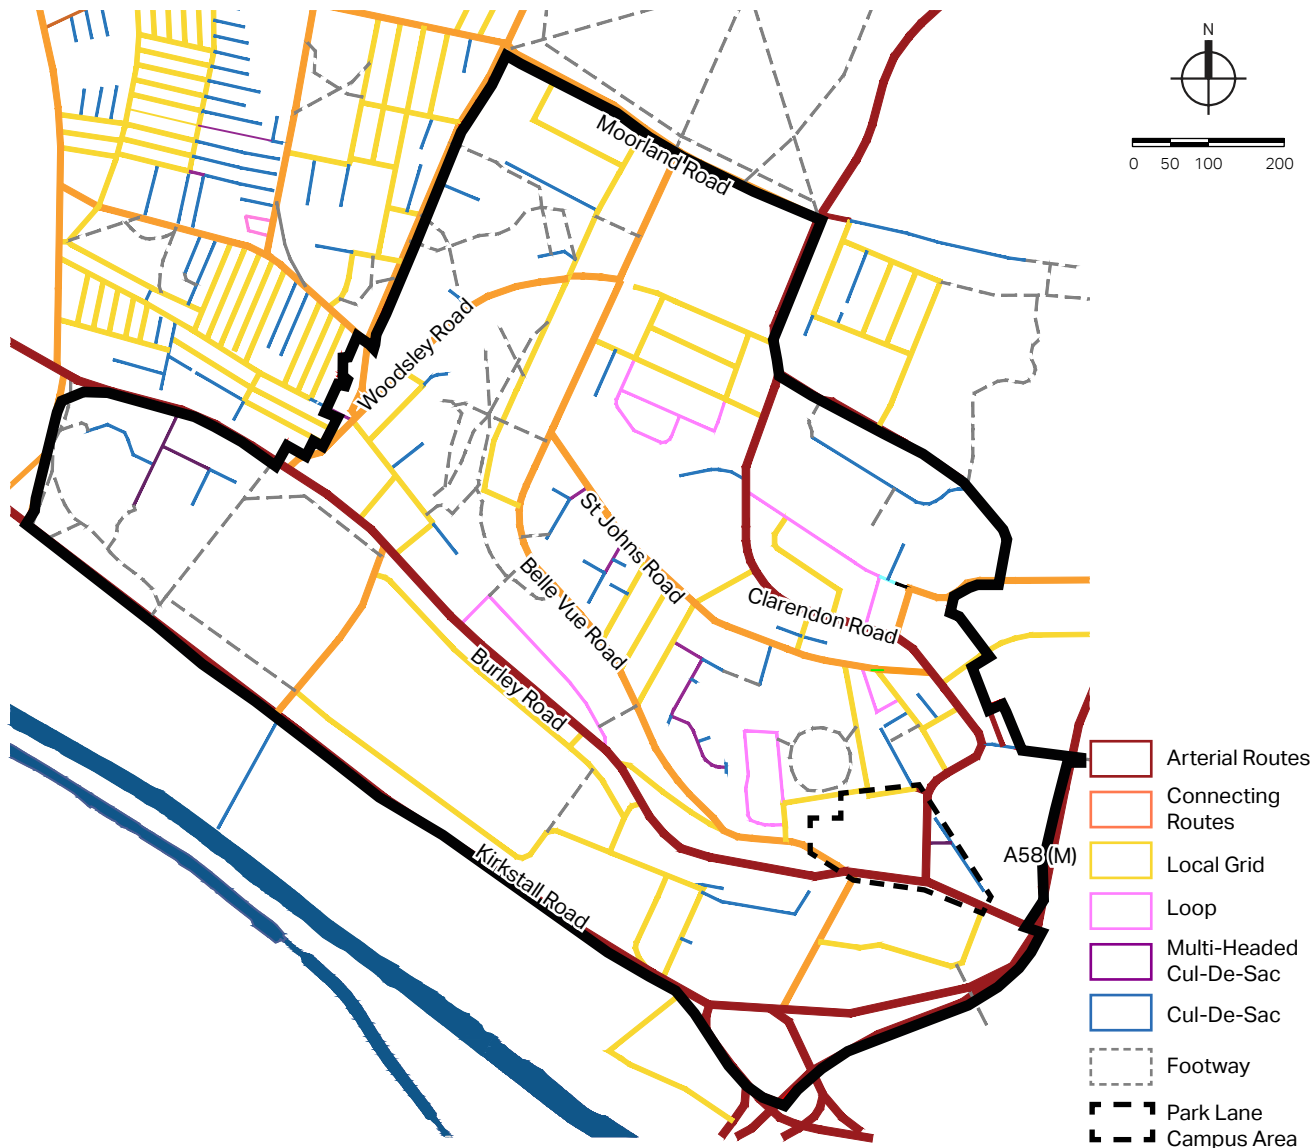 N
0 50 100 200
Moorland Road
Woodsley Road
St Johns Road
Belle Vue Road
Clarendon Road
Burley Road
Kirkstall Road
A58 (M)
Arterial Routes
Connecting
Routes
Local Grid
Loop
Multi-Headed
Cul-De-Sac
Cul-De-Sac
Footway
Park Lane
Campus Area